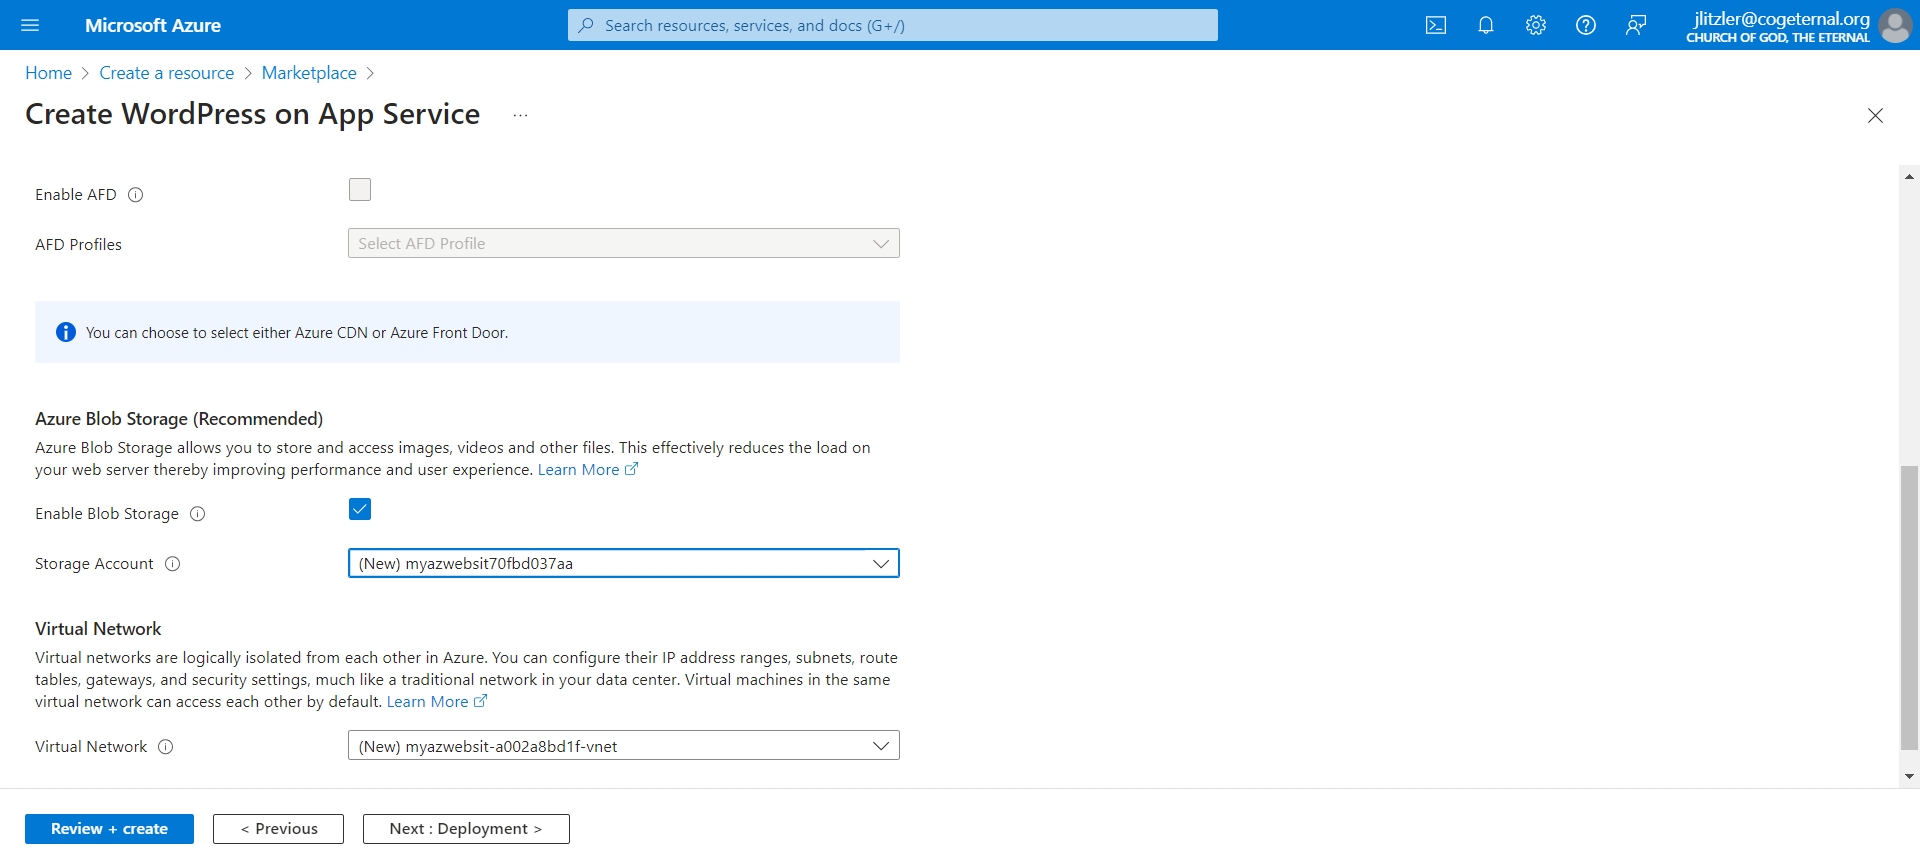 Microsoft Azure
Search resources, services, and docs (G+/)
jlitzler@cogeternal.org
CHURCH OF GOD, THE ETERNAL
Home > Create a resource > Marketplace >
Create WordPress on App Service ...
Enable AFD
AFD Profiles
Select AFD Profile
You can choose to select either Azure CDN or Azure Front Door.
Azure Blob Storage (Recommended)
Azure Blob Storage allows you to store and access images, videos and other files. This effectively reduces the load on
your web server thereby improving performance and user experience. Learn More
Enable Blob Storage
Storage Account
(New) myazwebsit70fbd037aa
Virtual Network
Virtual networks are logically isolated from each other in Azure. You can configure their IP address ranges, subnets, route
tables, gateways, and security settings, much like a traditional network in your data center. Virtual machines in the same
virtual network can access each other by default. Learn More
Virtual Network
(New) myazwebsit-a002a8bd1f-vnet
Review + create
< Previous
Next : Deployment >